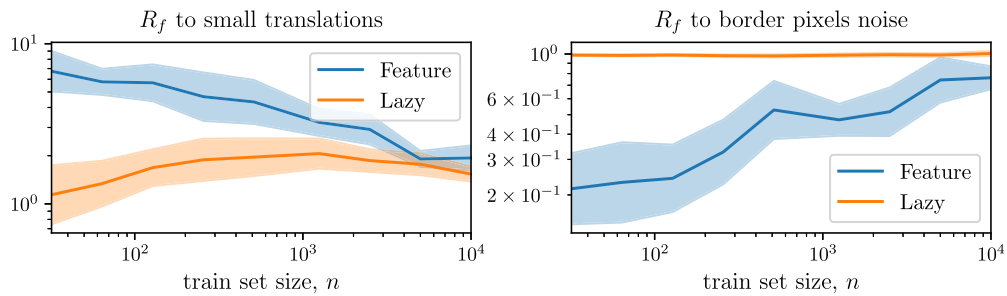 $R_f$ to small translations
10^1
10^0
Feature
Lazy
10^2
10^3
10^4
train set size, $n$
$R_f$ to border pixels noise
10^0
6 × 10^{-1}
4 × 10^{-1}
3 × 10^{-1}
2 × 10^{-1}
Feature
Lazy
10^2
10^3
10^4
train set size, $n$